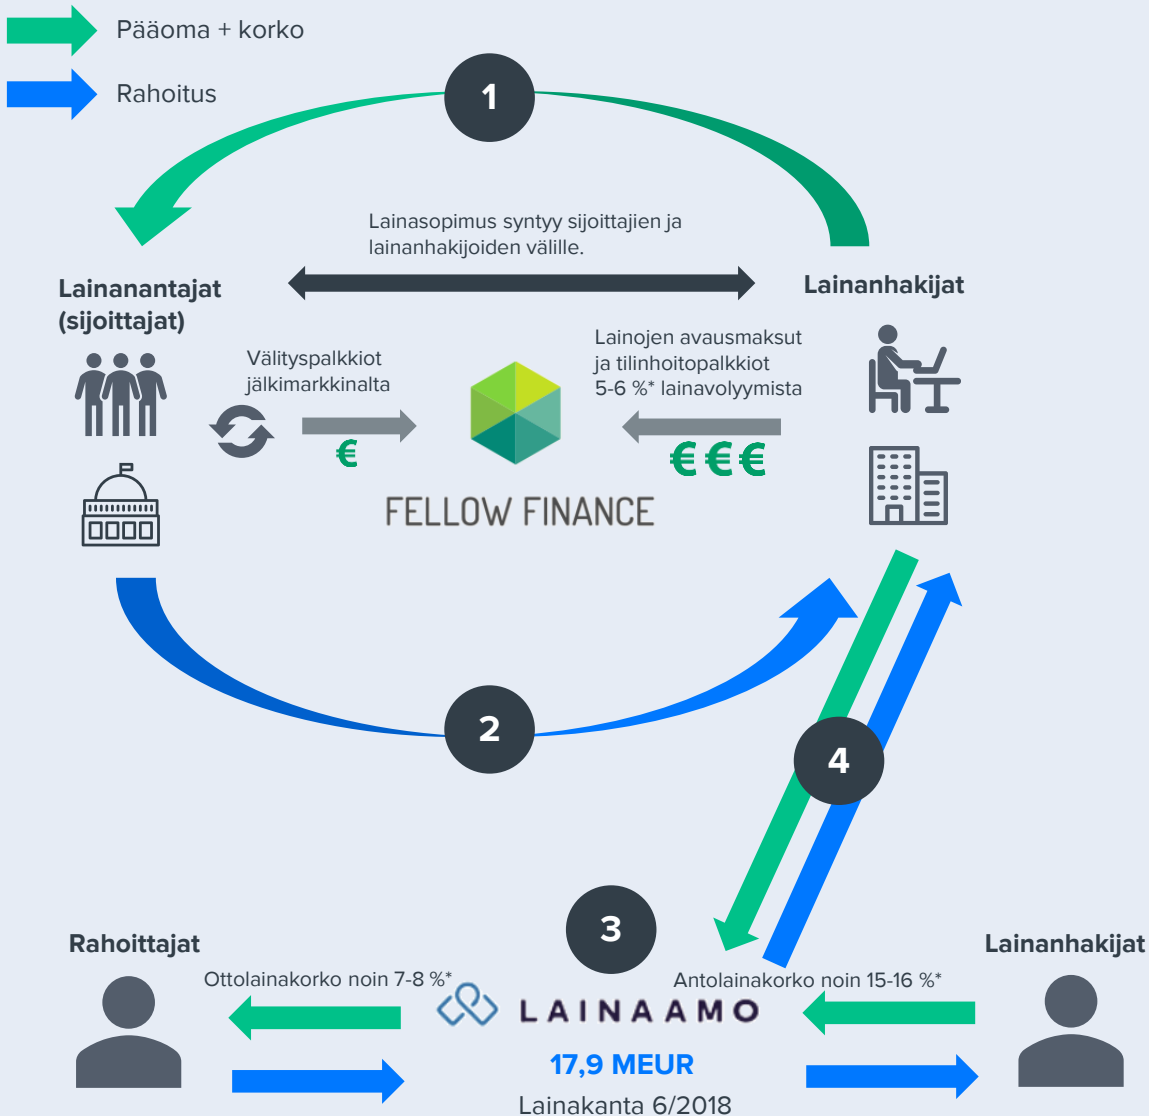 Pääoma + korko
Rahoitus
1
Lainasopimus syntyy sijoittajien ja
lainanhakijoiden välille.
Lainanantajat
(sijoittajat)
Lainanhakijat
Välityspalkkiot
jälkimarkkinalta
€
Lainojen avausmaksut
ja tilinhoitopalkkiot
5-6 %* lainavolyymista
€€€
FELLOW FINANCE
2
4
3
Rahoittajat
Lainanhakijat
Ottolainakorko noin 7-8 %*
Antolainakorko noin 15-16 %*
LAINAAMO
17,9 MEUR
Lainakanta 6/2018